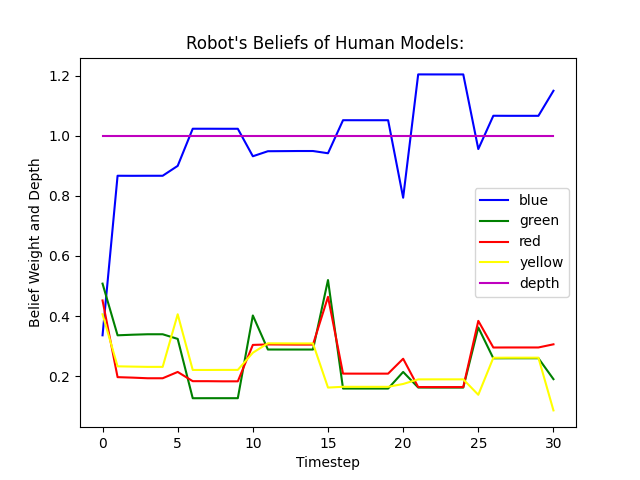 Robot's Beliefs of Human Models:
Belief Weight and Depth
1.2
1.0
0.8
0.6
0.4
0.2
blue
green
red
yellow
depth
0 5 10 15 20 25 30
Timestep